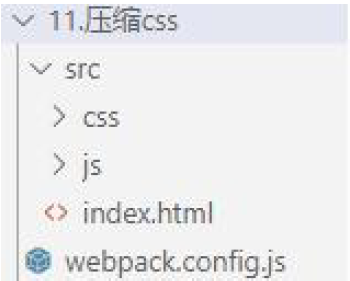 11.压缩css
src
css
js
index.html
webpack.config.js